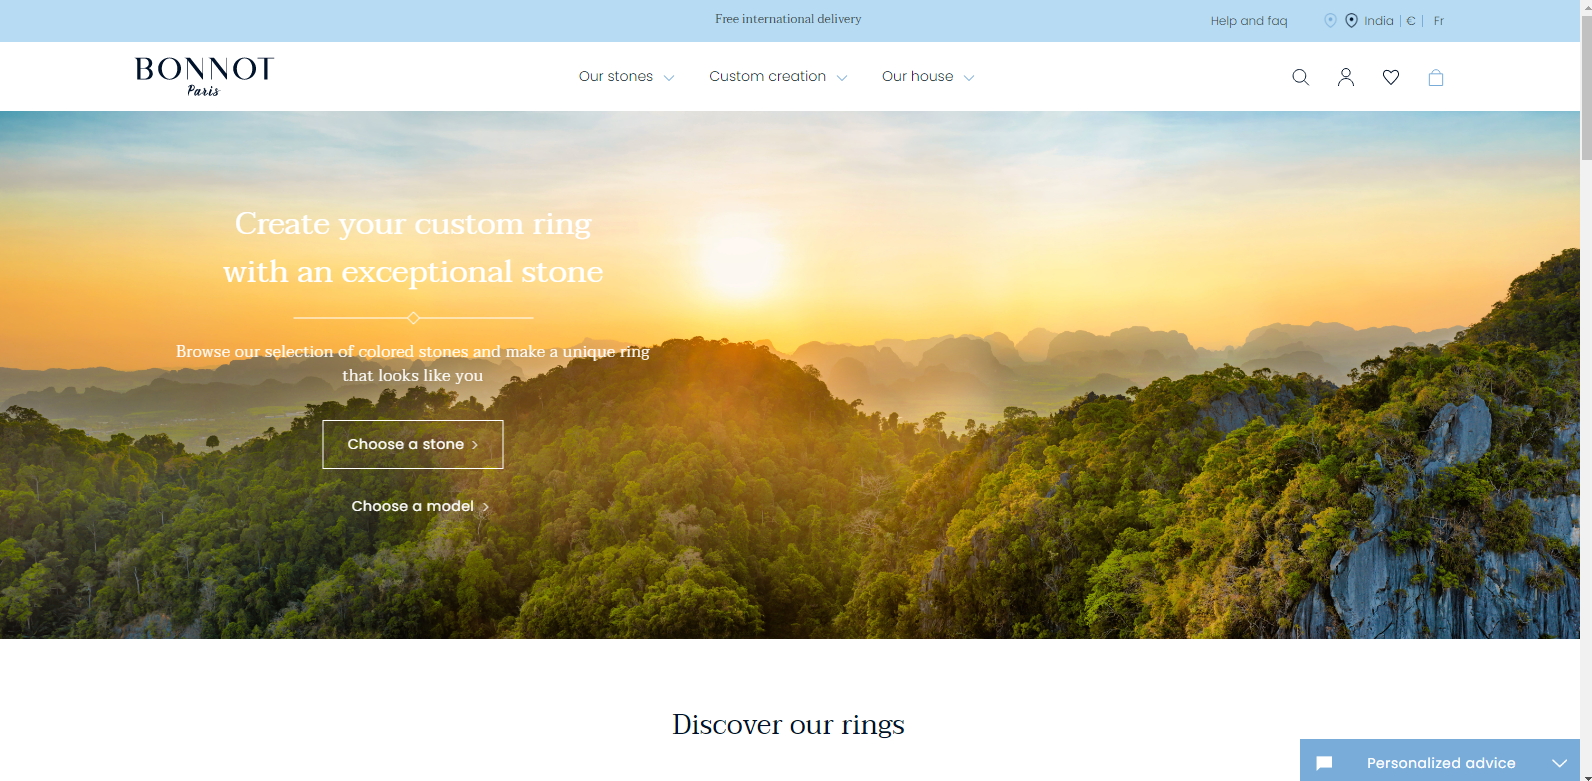 Free international delivery
Help and faq
India | € | Fr
BONNOT
Paris
Our stones
Custom creation
Our house
Create your custom ring
with an exceptional stone
Browse our selection of colored stones and make a unique ring
that looks like you
Choose a stone
Choose a model
Discover our rings
Personalized advice